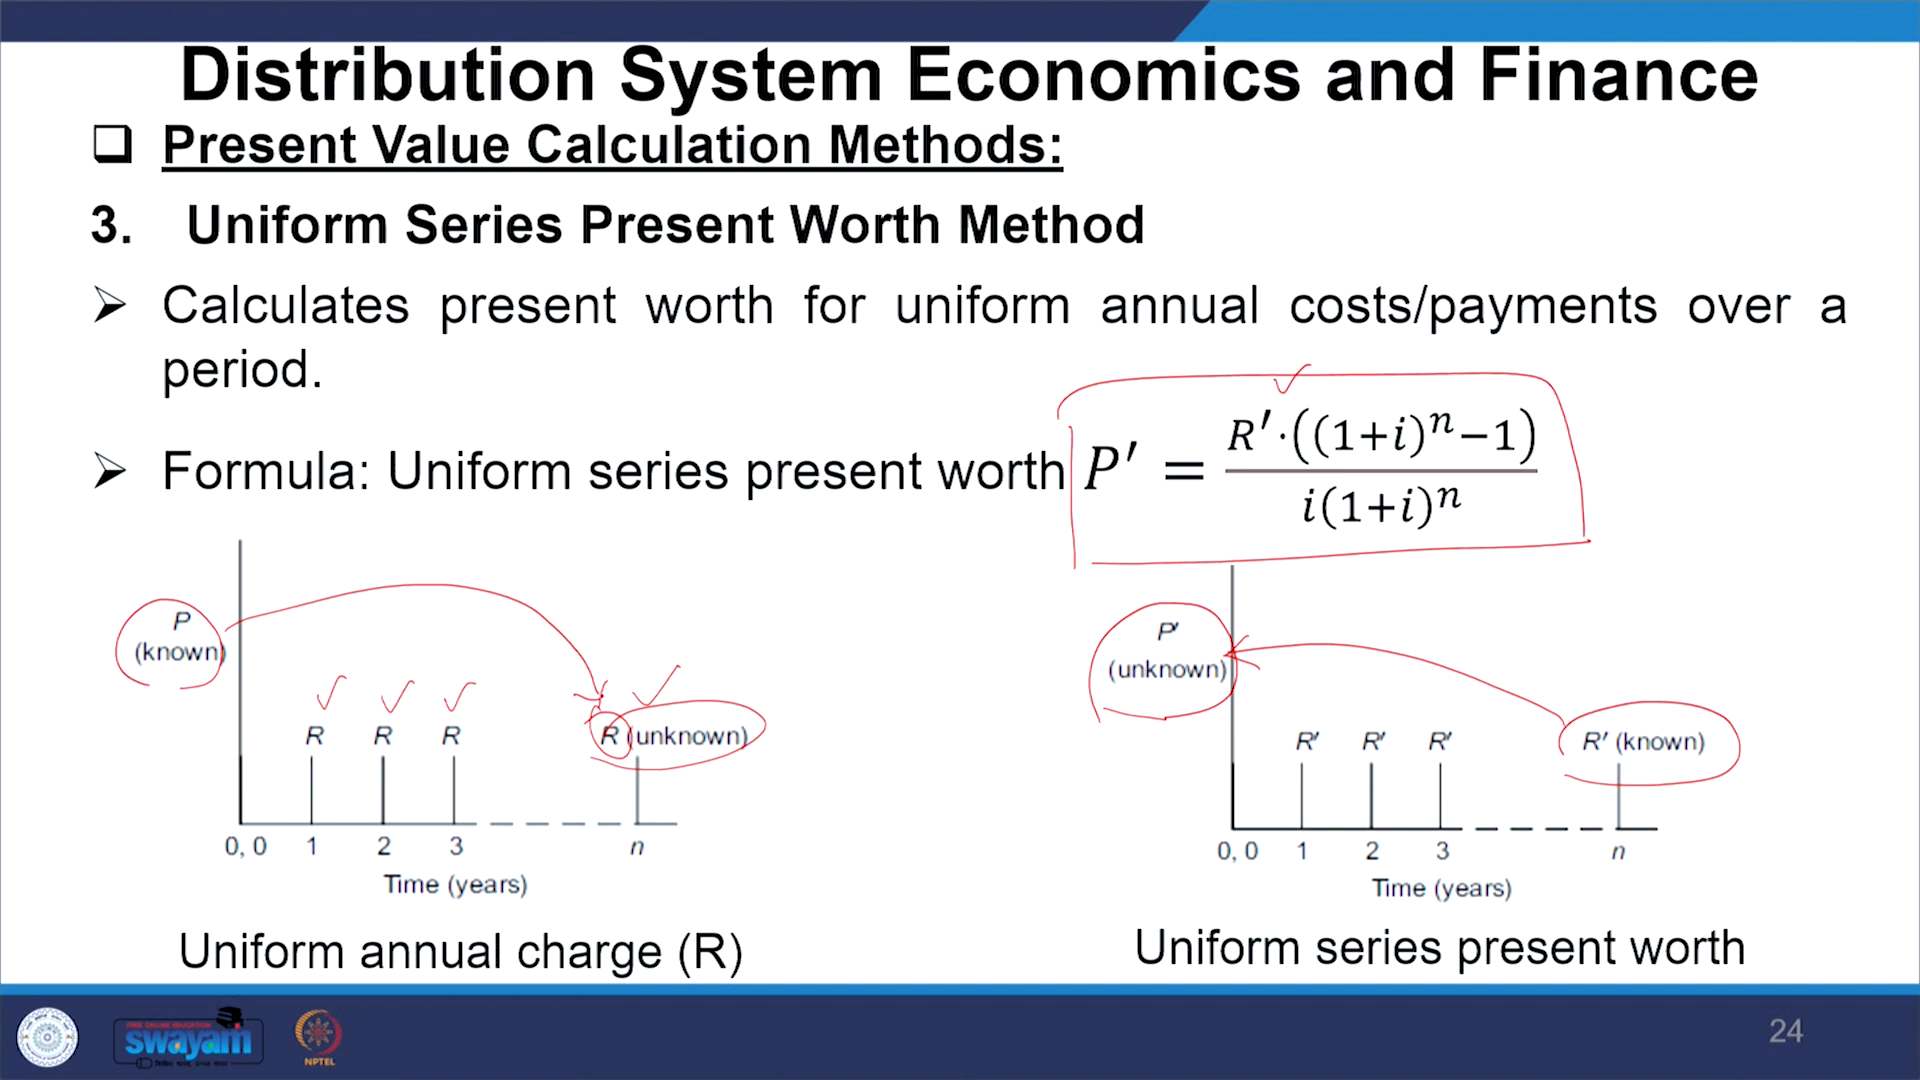 Distribution System Economics and Finance
❑ Present Value Calculation Methods:
3. Uniform Series Present Worth Method
➢ Calculates present worth for uniform annual costs/payments over a
period.
➢ Formula: Uniform series present worth P′ = R′·((1+i)^n−1) / i(1+i)^n
P
(known)
R R R R (unknown)
0, 0 1 2 3 n
Time (years)
Uniform annual charge (R)
P′
(unknown)
R′ R′ R′ R′ (known)
0, 0 1 2 3 n
Time (years)
Uniform series present worth
FREE ONLINE EDUCATION
swayam
NPTEL
24